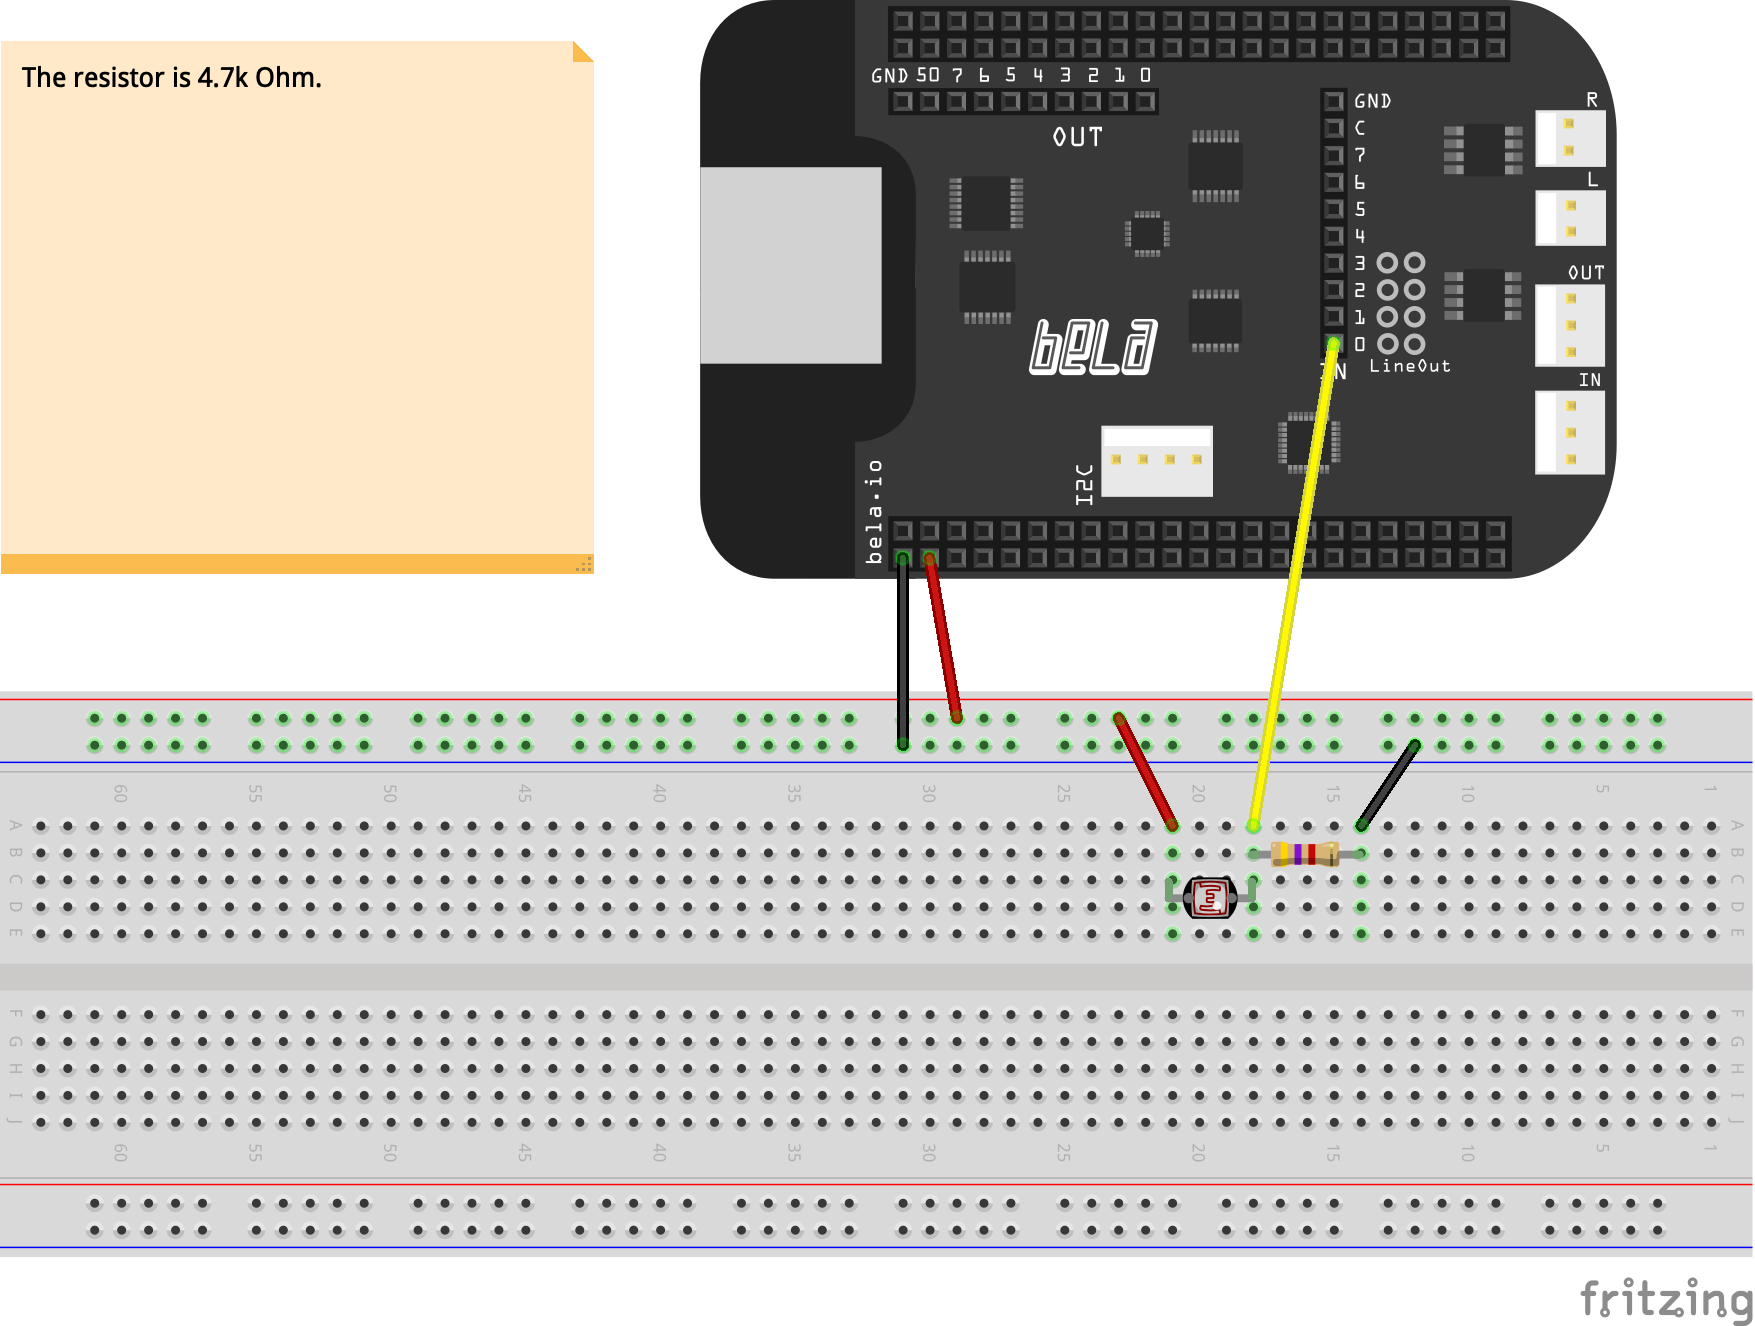 The resistor is 4.7k Ohm.
GND 50 7 6 5 4 3 2 1 0
OUT
GND
C
7
6
5
4
3
2
1
0
IN
LineOut
R
L
OUT
IN
bela
I2C
bela.io
60 55 50 45 40 35 30 25 20 15 10 5 1
A A
B B
C C
D D
E E
F F
G G
H H
I I
J J
60 55 50 45 40 35 30 25 20 15 10 5 1
fritzing